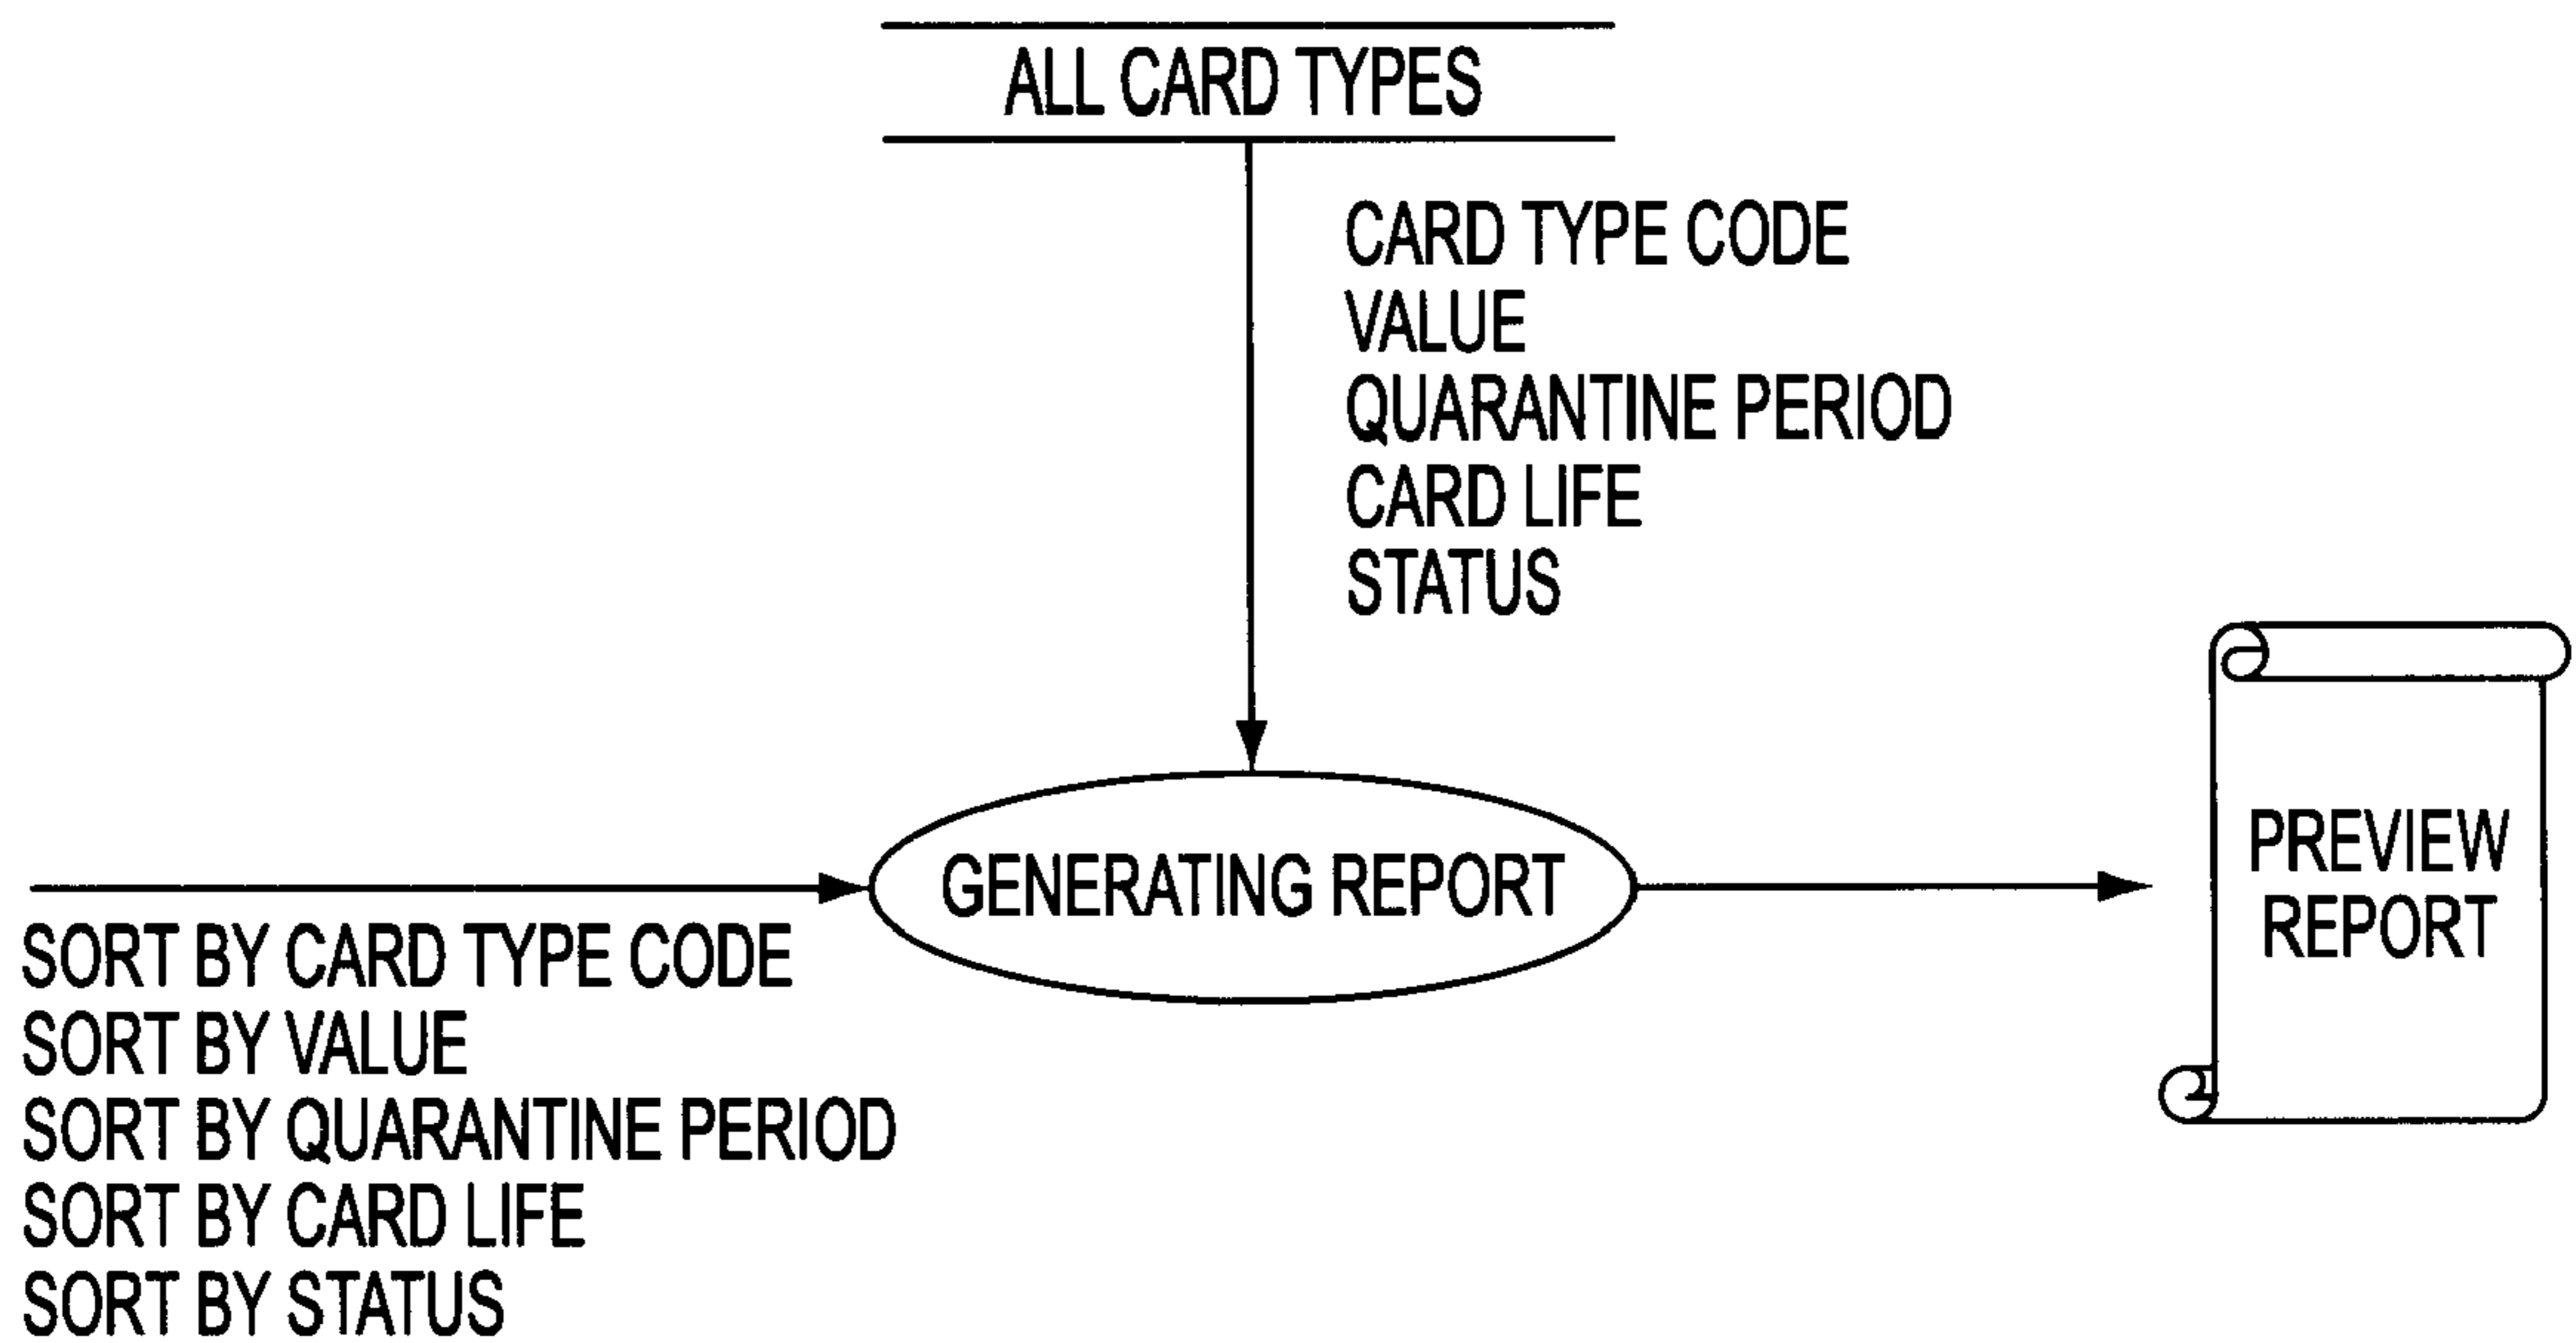 ALL CARD TYPES
CARD TYPE CODE
VALUE
QUARANTINE PERIOD
CARD LIFE
STATUS
GENERATING REPORT
PREVIEW
REPORT
SORT BY CARD TYPE CODE
SORT BY VALUE
SORT BY QUARANTINE PERIOD
SORT BY CARD LIFE
SORT BY STATUS